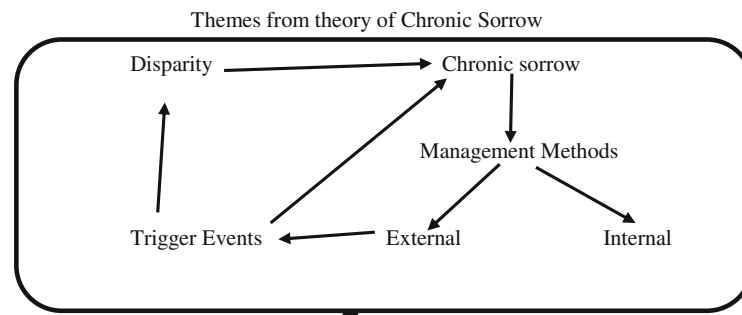 Themes from theory of Chronic Sorrow
Disparity
Chronic sorrow
Management Methods
Trigger Events
External
Internal